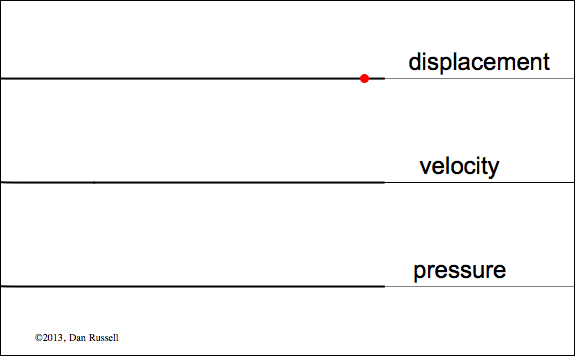 displacement
velocity
pressure
©2013, Dan Russell